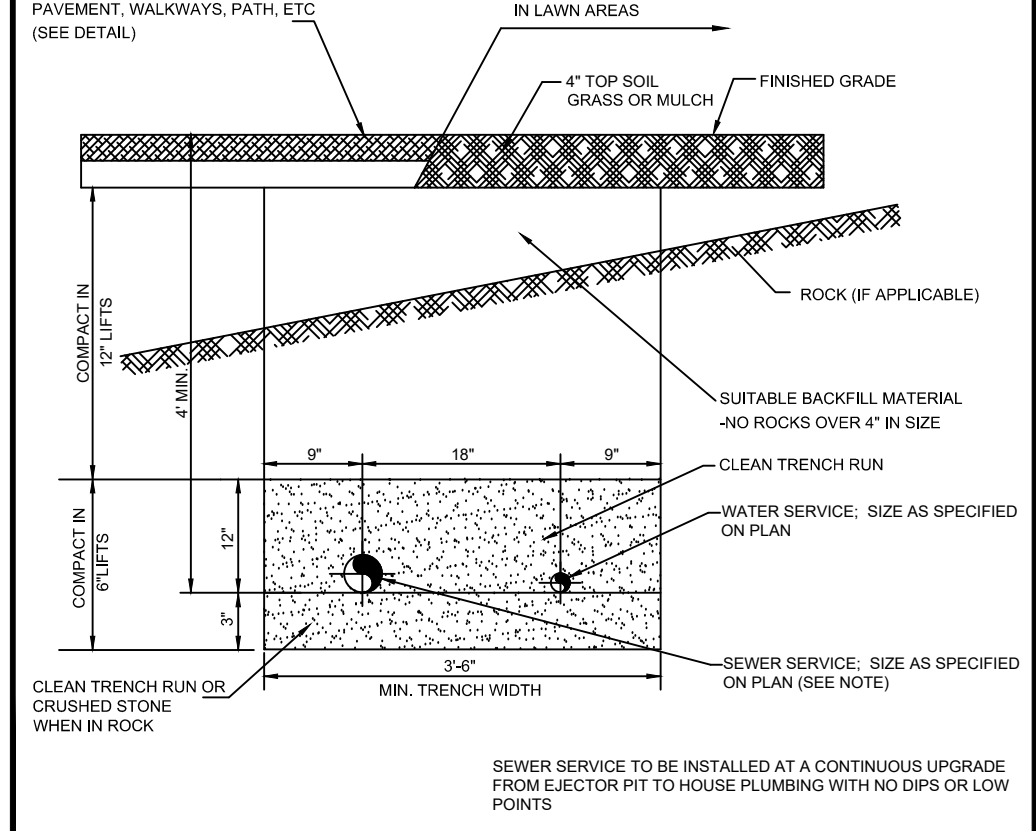 PAVEMENT, WALKWAYS, PATH, ETC
(SEE DETAIL)
IN LAWN AREAS
4" TOP SOIL
GRASS OR MULCH
FINISHED GRADE
COMPACT IN
12" LIFTS
4' MIN.
ROCK (IF APPLICABLE)
SUITABLE BACKFILL MATERIAL
-NO ROCKS OVER 4" IN SIZE
9"
18"
9"
CLEAN TRENCH RUN
COMPACT IN
6"LIFTS
12"
3"
WATER SERVICE; SIZE AS SPECIFIED
ON PLAN
3'-6"
MIN. TRENCH WIDTH
SEWER SERVICE; SIZE AS SPECIFIED
ON PLAN (SEE NOTE)
CLEAN TRENCH RUN OR
CRUSHED STONE
WHEN IN ROCK
SEWER SERVICE TO BE INSTALLED AT A CONTINUOUS UPGRADE
FROM EJECTOR PIT TO HOUSE PLUMBING WITH NO DIPS OR LOW
POINTS